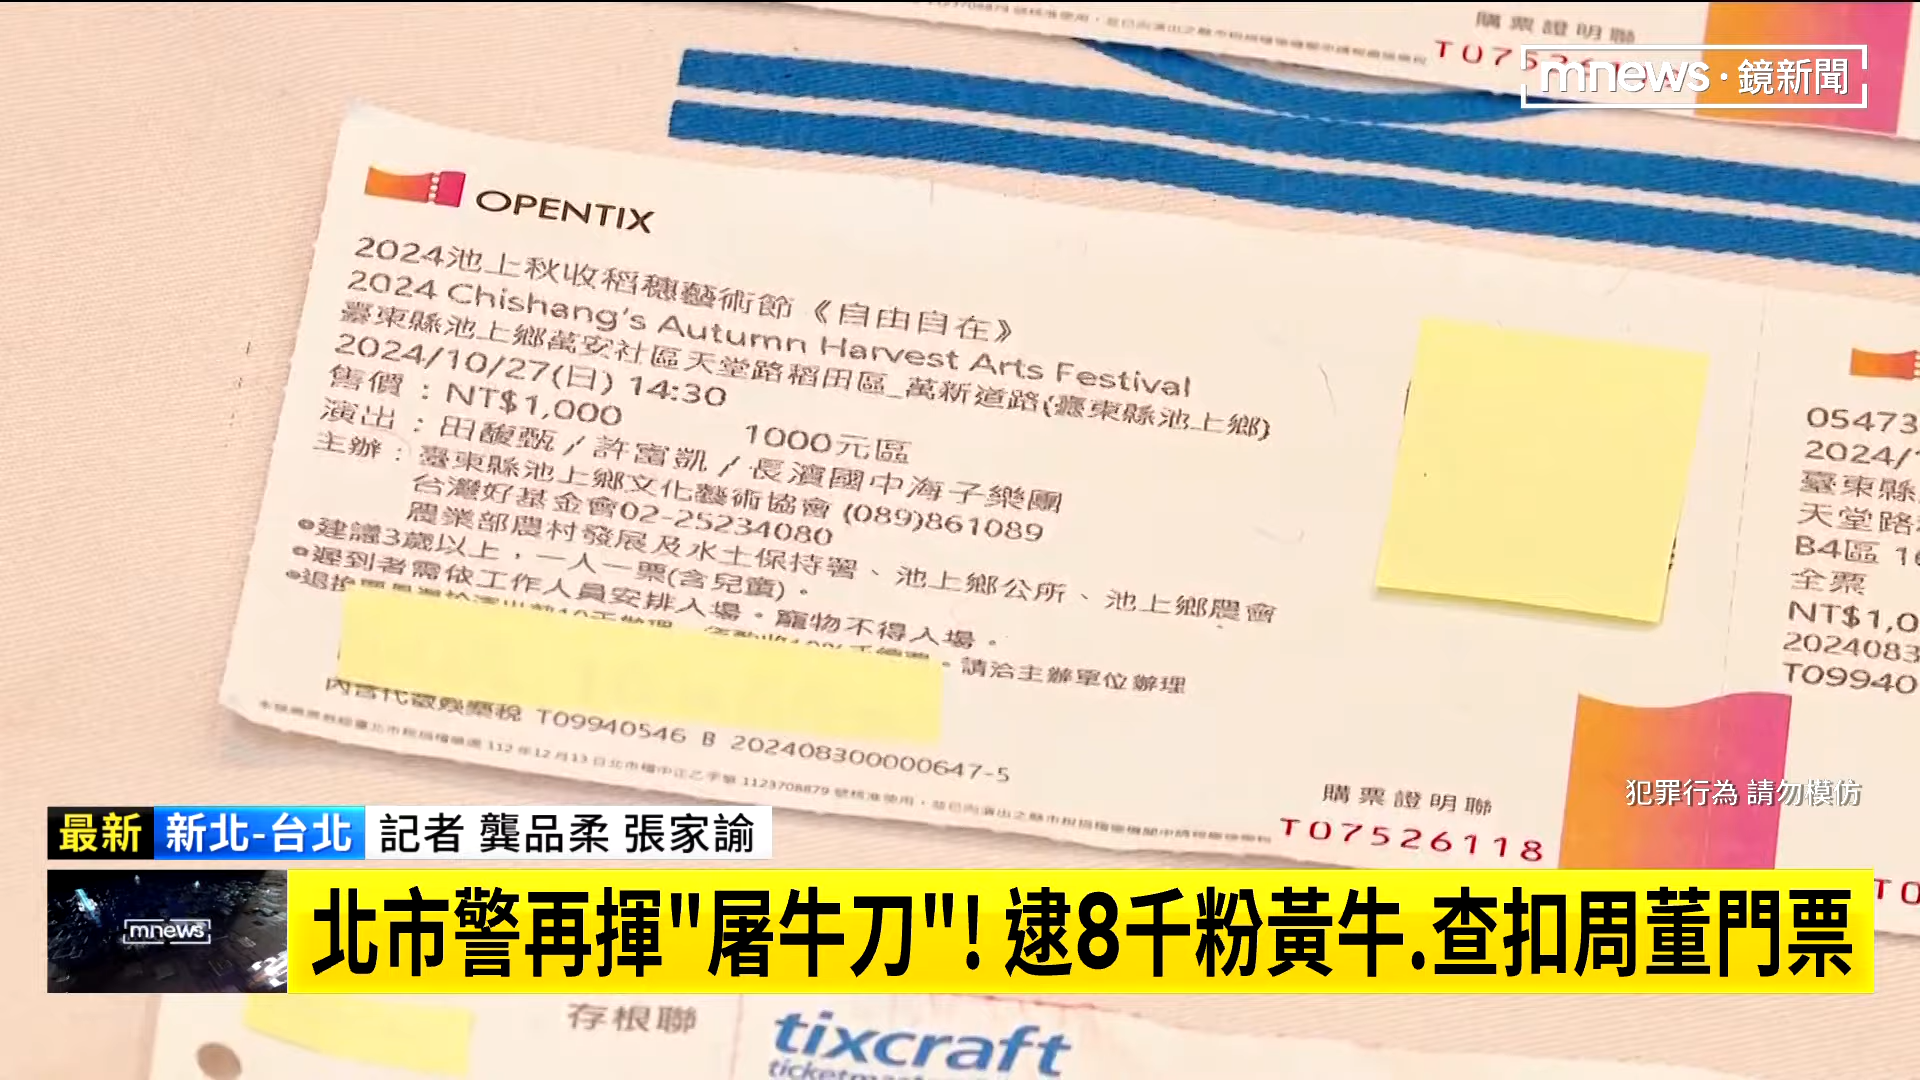 購票證明聯
mnews·鏡新聞
OPENTIX
2024池上秋收稻穗藝術節《自由自在》
2024 Chishang's Autumn Harvest Arts Festival
臺東縣池上鄉萬安社區天堂路稻田區_萬新道路(臺東縣池上鄉)
2024/10/27(日) 14:30
售價：NT$1,000 1000元區
演出：田馥甄/許富凱/長濱國中海子樂團
主辦：臺東縣池上鄉文化藝術協會 (089)861089
台灣好基金會02-25234080
農業部農村發展及水土保持署、池上鄉公所、池上鄉農會
●建議3歲以上，一人一票(含兒童)。
●遲到者需依工作人員安排入場。寵物不得入場。
。請洽主辦單位辦理
內含代徵娛樂稅 T09940546 B 20240830000647-5
購票證明聯
T07526118
05473
2024/
臺東縣
天堂路
B4區
全票
NT$1,0
2024083
T09940
犯罪行為 請勿模仿
最新 新北-台北 記者 龔品柔 張家諭
mnews
北市警再揮"屠牛刀"! 逮8千粉黃牛.查扣周董門票
T0
存根聯
tixcraft